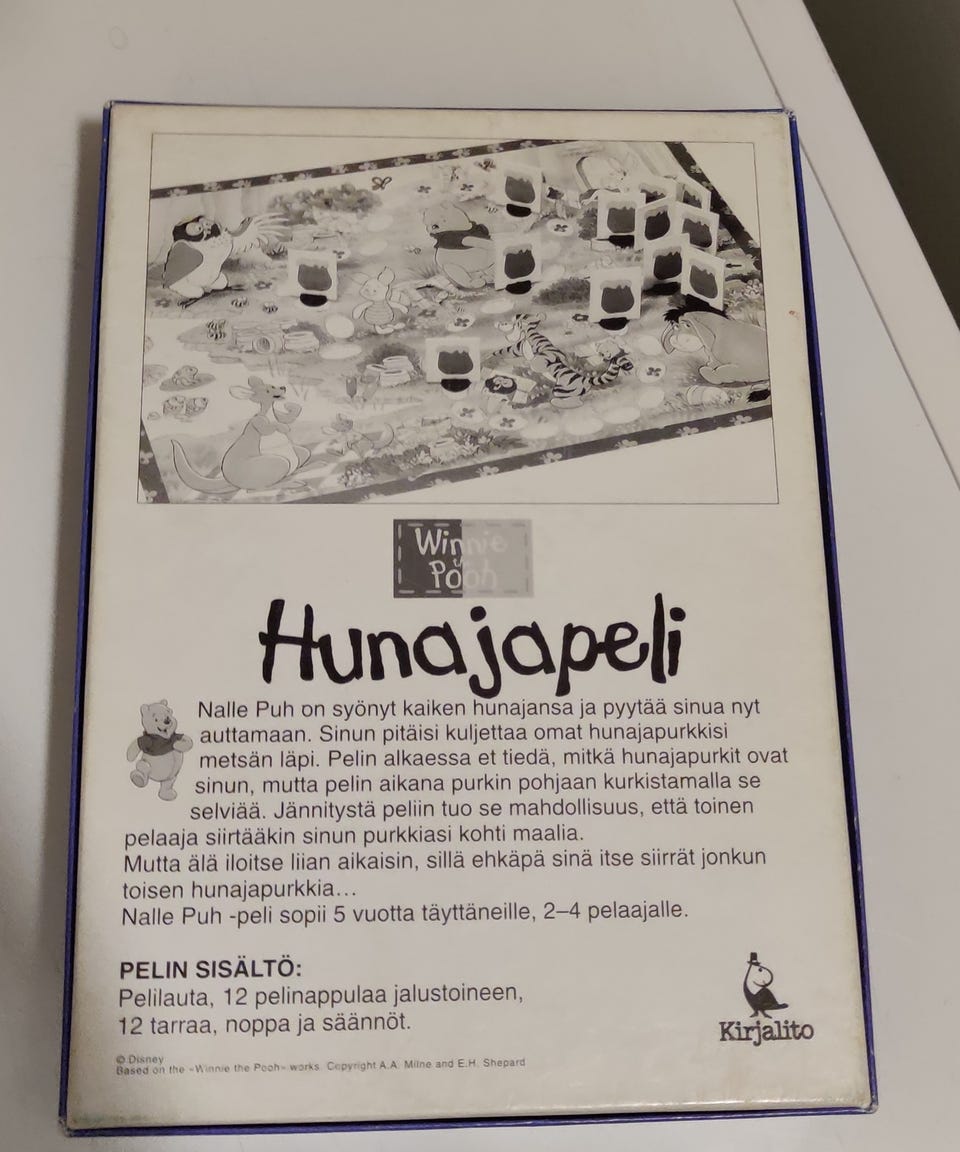 Winnie
the
Pooh
Hunajapeli
Nalle Puh on syönyt kaiken hunajansa ja pyytää sinua nyt
auttamaan. Sinun pitäisi kuljettaa omat hunajapurkkisi
metsän läpi. Pelin alkaessa et tiedä, mitkä hunajapurkit ovat
sinun, mutta pelin aikana purkin pohjaan kurkistamalla se
selviää. Jännitystä peliin tuo se mahdollisuus, että toinen
pelaaja siirtääkin sinun purkkiasi kohti maalia.
Mutta älä iloitse liian aikaisin, sillä ehkäpä sinä itse siirrät jonkun
toisen hunajapurkkia...
Nalle Puh -peli sopii 5 vuotta täyttäneille, 2–4 pelaajalle.
PELIN SISÄLTÖ:
Pelilauta, 12 pelinappulaa jalustoineen,
12 tarraa, noppa ja säännöt.
Kirjalito
© Disney
Based on the «Winnie the Pooh» works. Copyright A.A. Milne and E.H. Shepard